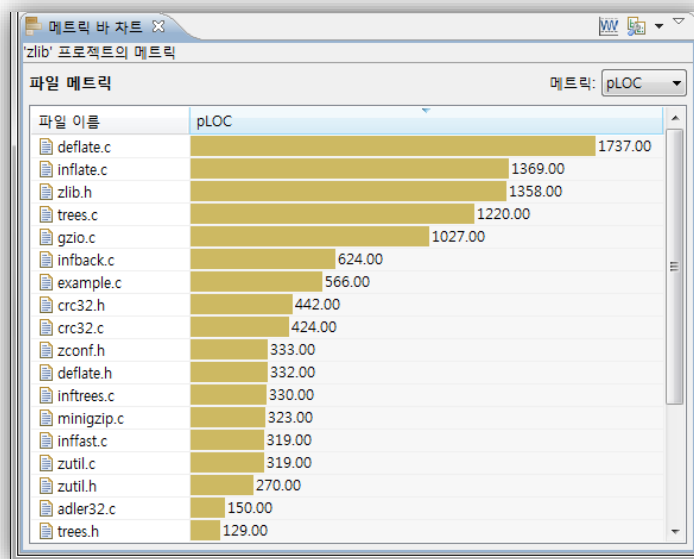 메트릭 바 차트
'zlib' 프로젝트의 메트릭
파일 메트릭 메트릭: pLOC
파일 이름 pLOC
deflate.c 1737.00
inflate.c 1369.00
zlib.h 1358.00
trees.c 1220.00
gzio.c 1027.00
infback.c 624.00
example.c 566.00
crc32.h 442.00
crc32.c 424.00
zconf.h 333.00
deflate.h 332.00
inftrees.c 330.00
minigzip.c 323.00
inffast.c 319.00
zutil.c 319.00
zutil.h 270.00
adler32.c 150.00
trees.h 129.00